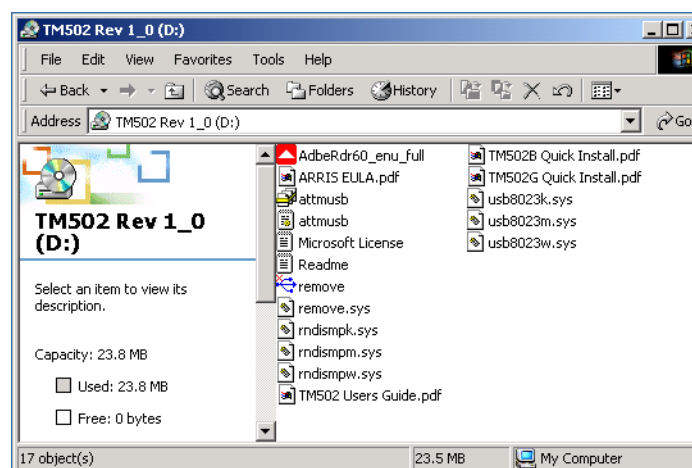 TM502 Rev 1_0 (D:)
File Edit View Favorites Tools Help
Back Search Folders History
Address TM502 Rev 1_0 (D:) Go
TM502 Rev 1_0
(D:)
Select an item to view its
description.
Capacity: 23.8 MB
Used: 23.8 MB
Free: 0 bytes
AdbeRdr60_enu_full
ARRIS EULA.pdf
attmusb
attmusb
Microsoft License
Readme
remove
remove.sys
rndismpk.sys
rndismpm.sys
rndismpw.sys
TM502 Users Guide.pdf
TM502B Quick Install.pdf
TM502G Quick Install.pdf
usb8023k.sys
usb8023m.sys
usb8023w.sys
17 object(s) 23.5 MB My Computer